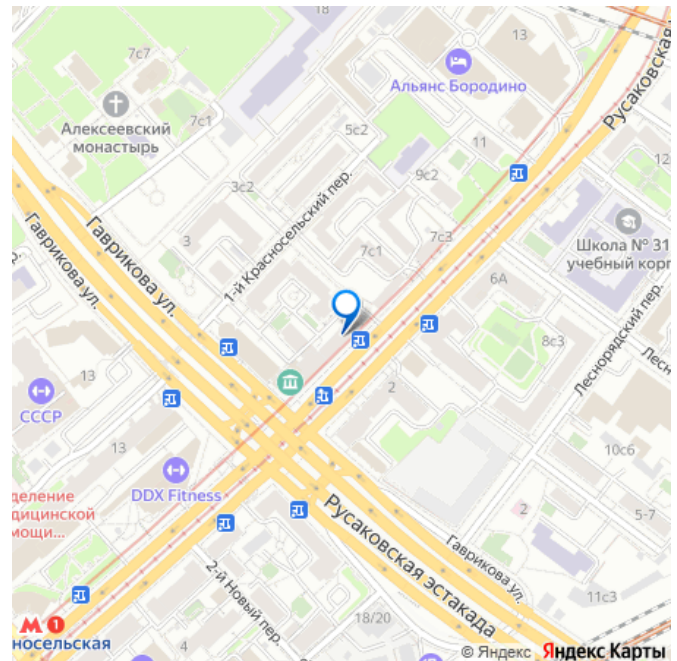 18
13
7с7
Русаковская
Альянс Бородино
Алексеевский
монастырь
7с1
5с2
11
12
9с2
3с2
Школа № 31
учебный корп
1-й Красносельский пер.
3
7с3
7с1
6А
Гаврикова ул.
Гаврикова ул.
Леснорядский пер.
8с3
13
СССР
2
13
10с6
DDX Fitness
деление
дицинской
мощи...
2
5-7
Русаковская эстакада
Гаврикова ул.
2-й Новый пер.
11с3
М 1
носельская
4
18/20
© Яндекс Яндекс Карты